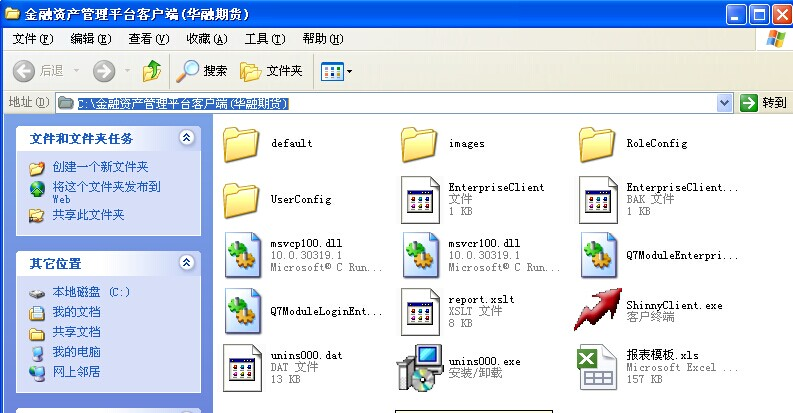 金融资产管理平台客户端(华融期货)
文件(F) 编辑(E) 查看(V) 收藏(A) 工具(T) 帮助(H)
后退 搜索 文件夹
地址(D) C:\金融资产管理平台客户端(华融期货) 转到
文件和文件夹任务
创建一个新文件夹
将这个文件夹发布到
Web
共享此文件夹
其它位置
本地磁盘 (C:)
我的文档
共享文档
我的电脑
网上邻居
default
images
RoleConfig
UserConfig
EnterpriseClient
文件
1 KB
EnterpriseClient...
BAK 文件
1 KB
msvcp100.dll
10.0.30319.1
Microsoft® C Run...
msvcr100.dll
10.0.30319.1
Microsoft® C Run...
Q7ModuleEnterpri...
Q7ModuleLoginEnt...
report.xslt
XSLT 文件
8 KB
ShinnyClient.exe
客户终端
unins000.dat
DAT 文件
13 KB
unins000.exe
安装/卸载
报表模板.xls
Microsoft Excel ...
157 KB